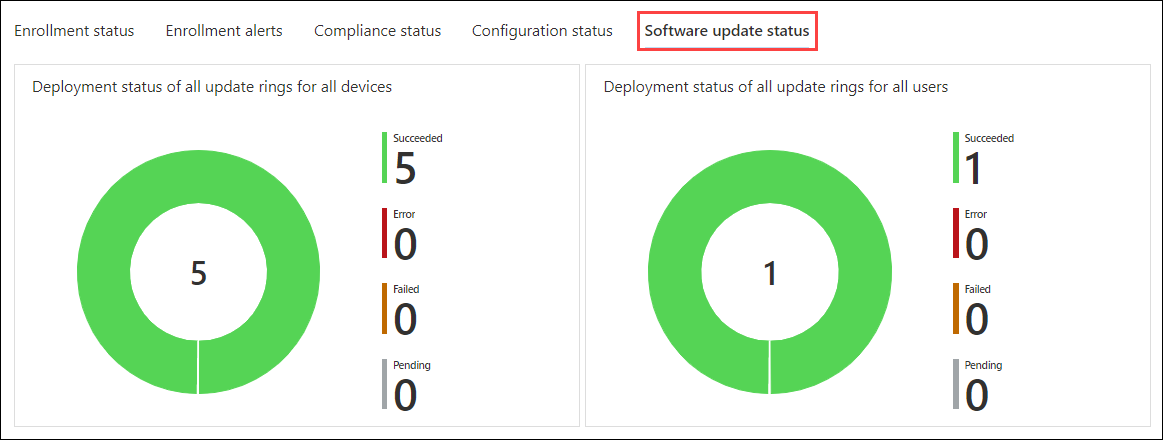 Enrollment status Enrollment alerts Compliance status Configuration status Software update status
Deployment status of all update rings for all devices
5
Succeeded
5
Error
0
Failed
0
Pending
0
Deployment status of all update rings for all users
1
Succeeded
1
Error
0
Failed
0
Pending
0